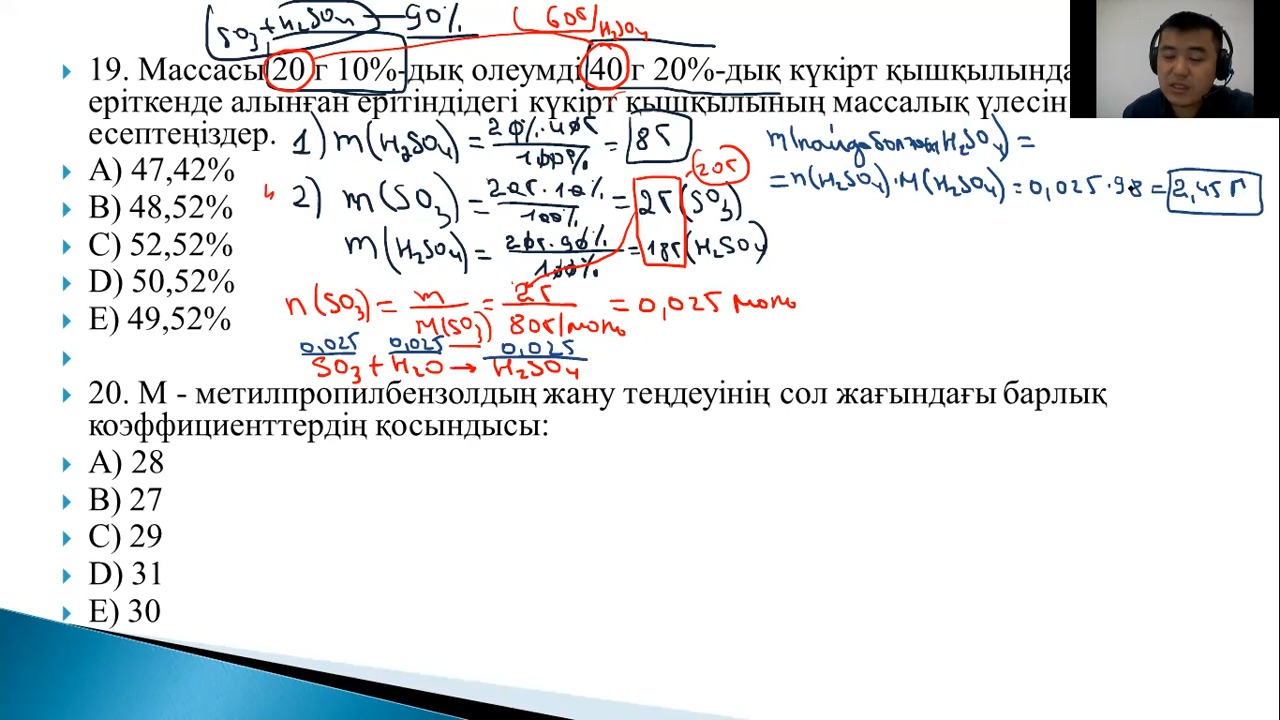 SO₃ + H₂SO₄ — 90% (60г/H₂SO₄
19. Массасы 20 г 10%-дық олеумді 40 г 20%-дық күкірт қышқылында
еріткенде алынған ерітіндідегі күкірт қышқылының массалық үлесін
есептеңіздер.
1) m(H₂SO₄) = 20%·40г/100% = 8г
m(пайда болған H₂SO₄) =
= n(H₂SO₄)·M(H₂SO₄) = 0,025·98 = 2,45 г
A) 47,42%
20г
2) m(SO₃) = 20г·10%/100% = 2г (SO₃)
B) 48,52%
m(H₂SO₄) = 20г·90%/100% = 18г (H₂SO₄)
C) 52,52%
D) 50,52%
n(SO₃) = m/M(SO₃) = 2г/80г/моль = 0,025 моль
E) 49,52%
0,025 0,025 0,025
SO₃ + H₂O → H₂SO₄
20. М - метилпропилбензолдың жану теңдеуінің сол жағындағы барлық
коэффициенттердің қосындысы:
A) 28
B) 27
C) 29
D) 31
E) 30